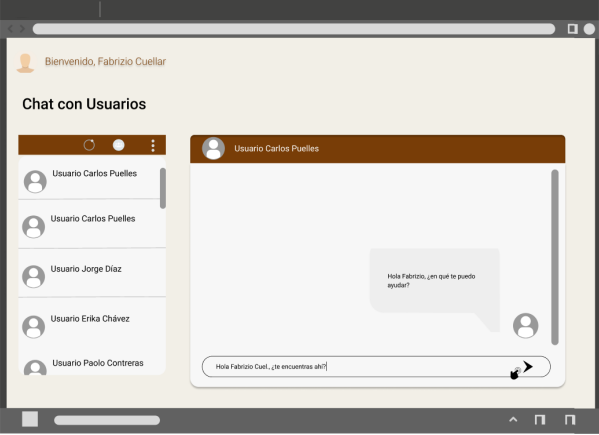 Bienvenido, Fabrizio Cuellar
Chat con Usuarios
Usuario Carlos Puelles
Usuario Carlos Puelles
Usuario Jorge Díaz
Usuario Erika Chávez
Usuario Paolo Contreras
Usuario Carlos Puelles
Hola Fabrizio, ¿en qué te puedo
ayudar?
Hola Fabrizio Cuel., ¿te encuentras ahí?